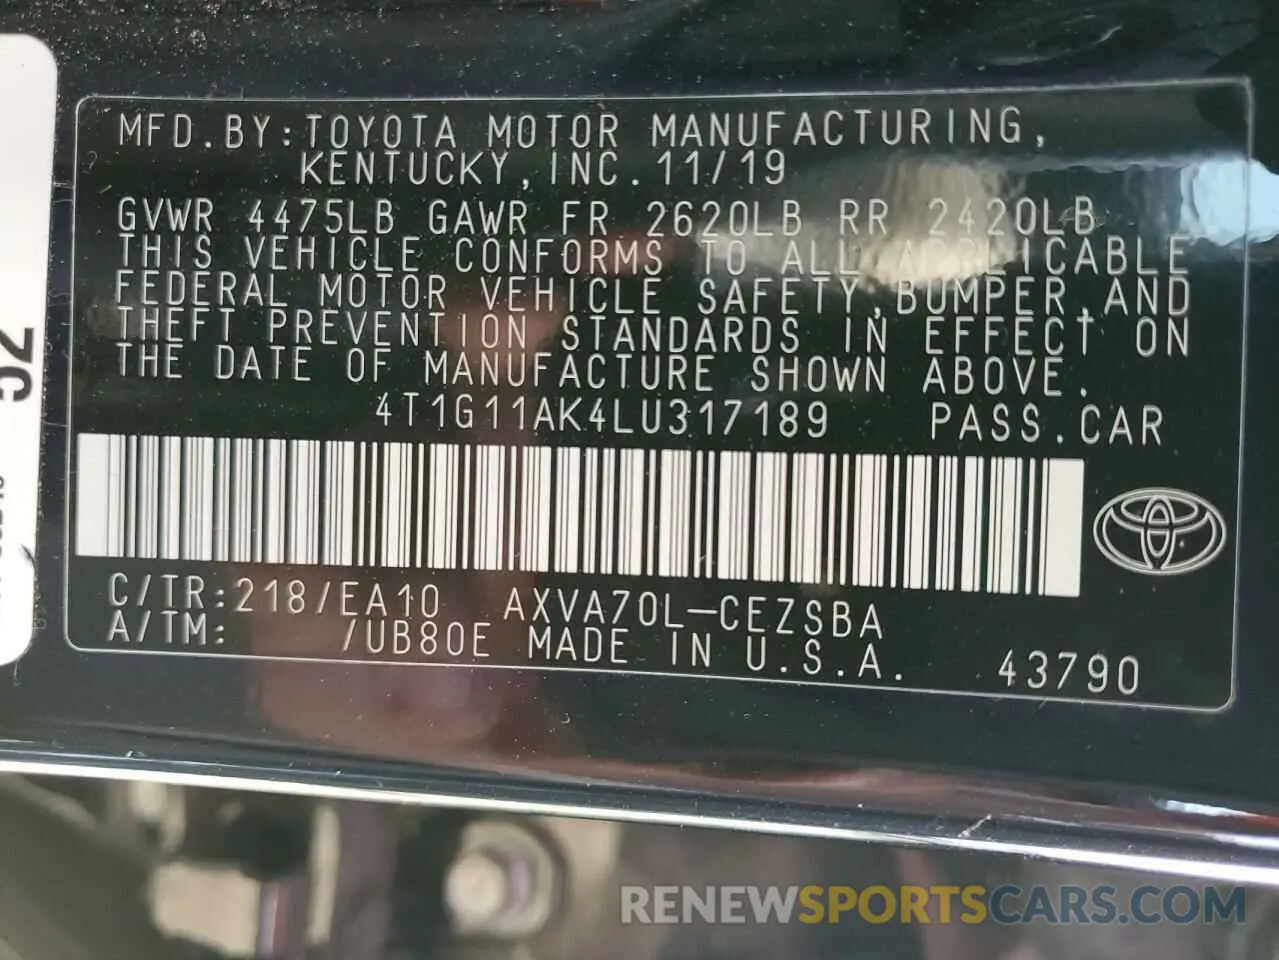 MFD.BY:TOYOTA MOTOR MANUFACTURING,
KENTUCKY,INC.11/19
GVWR 4475LB GAWR FR 2620LB RR 2420LB
THIS VEHICLE CONFORMS TO ALL APPLICABLE
FEDERAL MOTOR VEHICLE SAFETY,BUMPER,AND
THEFT PREVENTION STANDARDS IN EFFECT ON
THE DATE OF MANUFACTURE SHOWN ABOVE.
4T1G11AK4LU317189 PASS.CAR
C/TR:218/EA10 AXVA70L-CEZSBA
A/TM: /UB80E MADE IN U.S.A. 43790
52
RENEWSPORTSCARS.COM